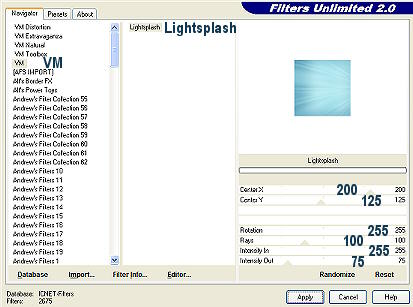 Filters Unlimited 2.0
Navigator Presets About
VM Distortion
VM Extravaganza
VM Natural
VM Toolbox
VM VM
[AFS IMPORT]
Alf's Border FX
Alf's Power Toys
Andrew's Filter Collection 55
Andrew's Filter Collection 56
Andrew's Filter Collection 57
Andrew's Filter Collection 58
Andrew's Filter Collection 59
Andrew's Filter Collection 60
Andrew's Filter Collection 61
Andrew's Filter Collection 62
Andrew's Filters 10
Andrew's Filters 11
Andrew's Filters 12
Andrew's Filters 13
Andrew's Filters 14
Andrew's Filters 15
Andrew's Filters 16
Andrew's Filters 17
Andrew's Filters 18
Andrew's Filters 19
Andrew's Filters 1
Lightsplash Lightsplash
Lightsplash
Center X 200 200
Center Y 125 125
Rotation 255 255
Rays 100 100
Intensity In 255 255
Intensity Out 75 75
Database Import... Filter Info... Editor... Randomize Reset
Database: ICNET-Filters
Filters: 2675
Apply Cancel Help